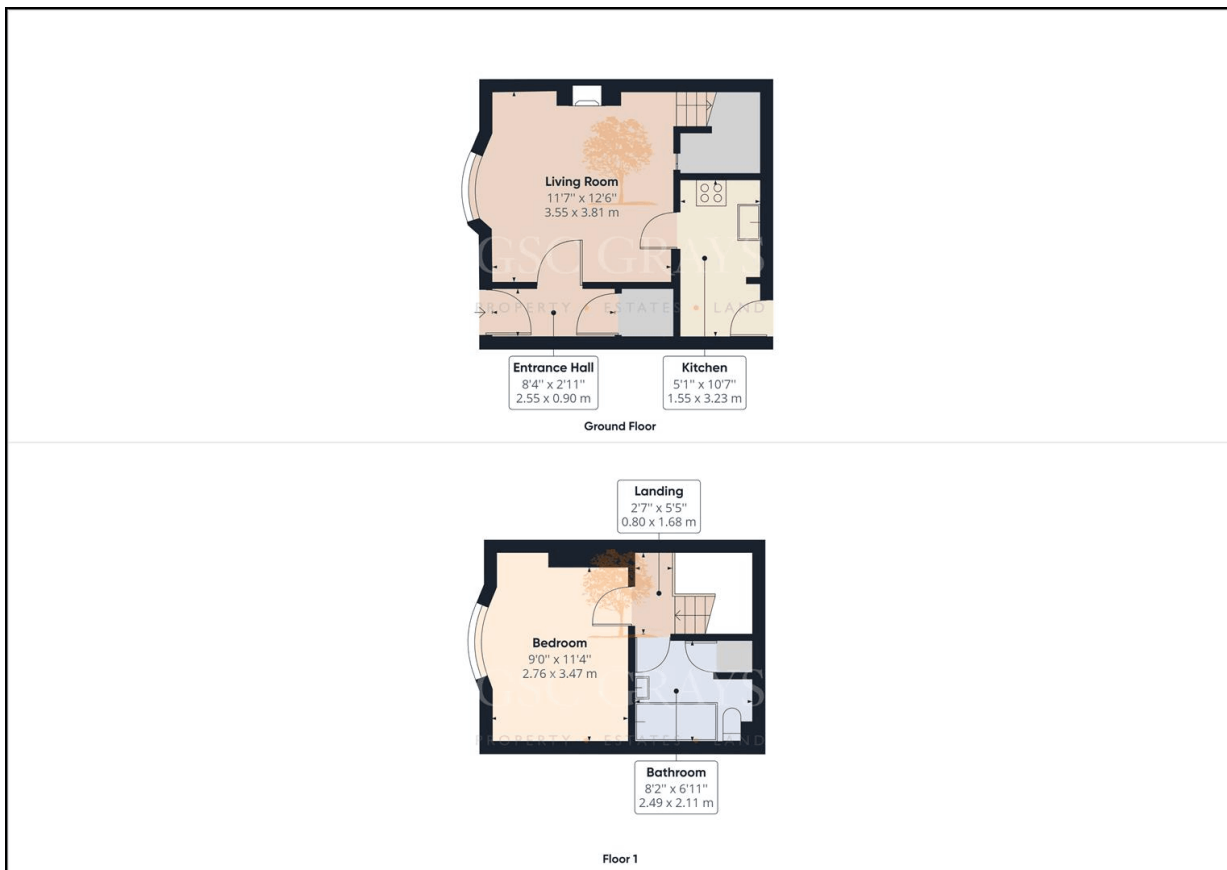 Living Room
11'7" x 12'6"
3.55 x 3.81 m
GSC GRAYS
PROPERTY • ESTATES • LAND
Entrance Hall
8'4" x 2'11"
2.55 x 0.90 m
Kitchen
5'1" x 10'7"
1.55 x 3.23 m
Ground Floor
Landing
2'7" x 5'5"
0.80 x 1.68 m
Bedroom
9'0" x 11'4"
2.76 x 3.47 m
GSC GRAYS
PROPERTY • ESTATES • LAND
Bathroom
8'2" x 6'11"
2.49 x 2.11 m
Floor 1